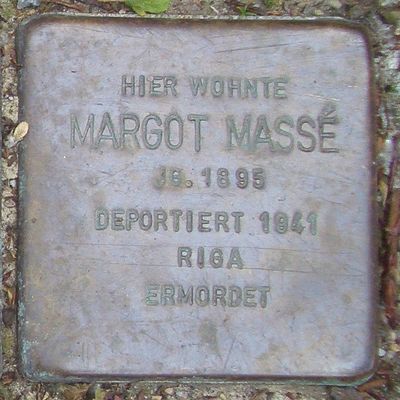 HIER WOHNTE
MARGOT MASSÉ
JG. 1895
DEPORTIERT 1941
RIGA
ERMORDET